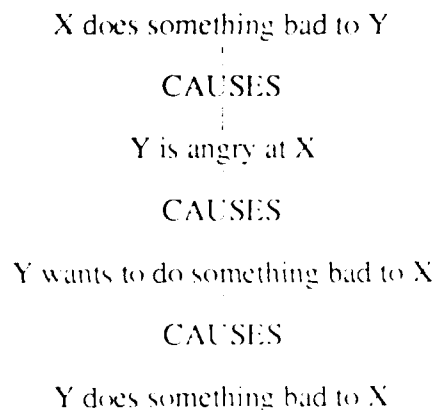 X does something bad to Y
CAUSES
Y is angry at X
CAUSES
Y wants to do something bad to X
CAUSES
Y does something bad to X